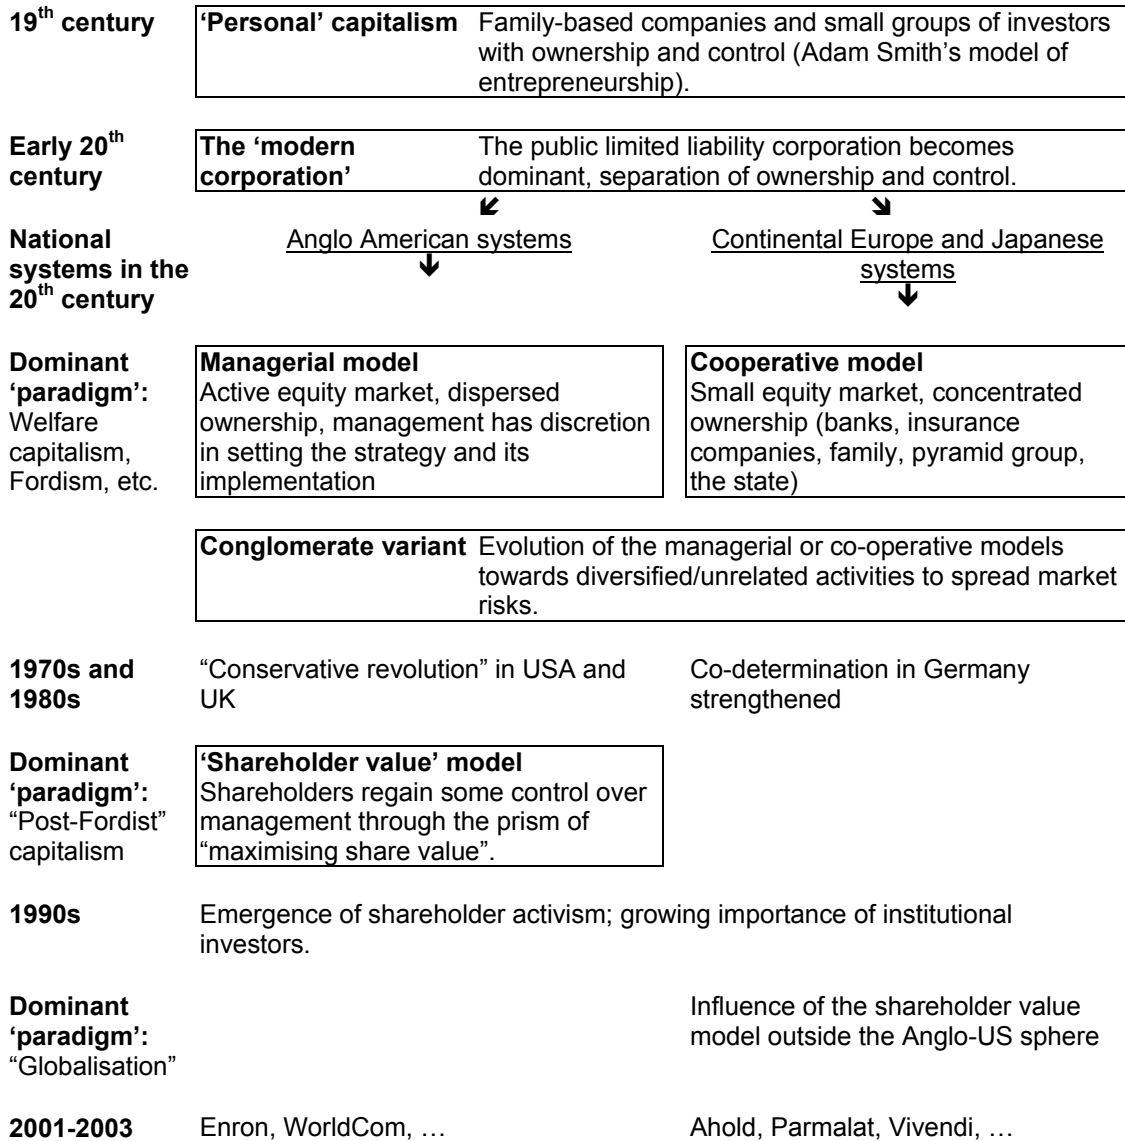 19th century
‘Personal’ capitalism
Family-based companies and small groups of investors
with ownership and control (Adam Smith’s model of
entrepreneurship).
Early 20th
century
The ‘modern
corporation’
The public limited liability corporation becomes
dominant, separation of ownership and control.
National
systems in the
20th century
Anglo American systems
Continental Europe and Japanese
systems
Dominant
‘paradigm’:
Welfare
capitalism,
Fordism, etc.
Managerial model
Active equity market, dispersed
ownership, management has discretion
in setting the strategy and its
implementation
Cooperative model
Small equity market, concentrated
ownership (banks, insurance
companies, family, pyramid group,
the state)
Conglomerate variant
Evolution of the managerial or co-operative models
towards diversified/unrelated activities to spread market
risks.
1970s and
1980s
“Conservative revolution” in USA and
UK
Co-determination in Germany
strengthened
Dominant
‘paradigm’:
“Post-Fordist”
capitalism
‘Shareholder value’ model
Shareholders regain some control over
management through the prism of
“maximising share value”.
1990s
Emergence of shareholder activism; growing importance of institutional
investors.
Dominant
‘paradigm’:
“Globalisation”
Influence of the shareholder value
model outside the Anglo-US sphere
2001-2003
Enron, WorldCom, …
Ahold, Parmalat, Vivendi, …